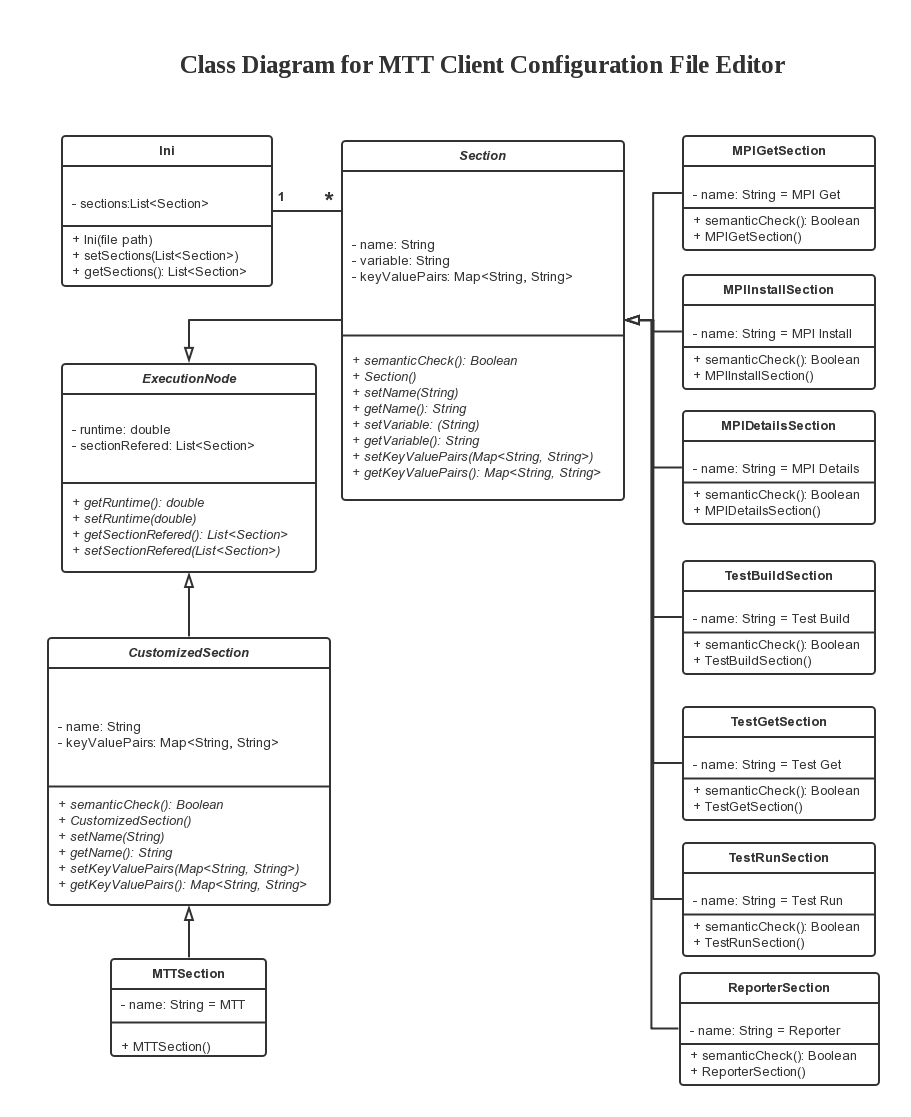 Class Diagram for MTT Client Configuration File Editor
Ini
- sections:List<Section>
+ Ini(file path)
+ setSections(List<Section>)
+ getSections(): List<Section>
1
*
Section
- name: String
- variable: String
- keyValuePairs: Map<String, String>
+ semanticCheck(): Boolean
+ Section()
+ setName(String)
+ getName(): String
+ setVariable: (String)
+ getVariable(): String
+ setKeyValuePairs(Map<String, String>)
+ getKeyValuePairs(): Map<String, String>
ExecutionNode
- runtime: double
- sectionRefered: List<Section>
+ getRuntime(): double
+ setRuntime(double)
+ getSectionRefered(): List<Section>
+ setSectionRefered(List<Section>)
CustomizedSection
- name: String
- keyValuePairs: Map<String, String>
+ semanticCheck(): Boolean
+ CustomizedSection()
+ setName(String)
+ getName(): String
+ setKeyValuePairs(Map<String, String>)
+ getKeyValuePairs(): Map<String, String>
MTTSection
- name: String = MTT
+ MTTSection()
MPIGetSection
- name: String = MPI Get
+ semanticCheck(): Boolean
+ MPIGetSection()
MPIInstallSection
- name: String = MPI Install
+ semanticCheck(): Boolean
+ MPIInstallSection()
MPIDetailsSection
- name: String = MPI Details
+ semanticCheck(): Boolean
+ MPIDetailsSection()
TestBuildSection
- name: String = Test Build
+ semanticCheck(): Boolean
+ TestBuildSection()
TestGetSection
- name: String = Test Get
+ semanticCheck(): Boolean
+ TestGetSection()
TestRunSection
- name: String = Test Run
+ semanticCheck(): Boolean
+ TestRunSection()
ReporterSection
- name: String = Reporter
+ semanticCheck(): Boolean
+ ReporterSection()